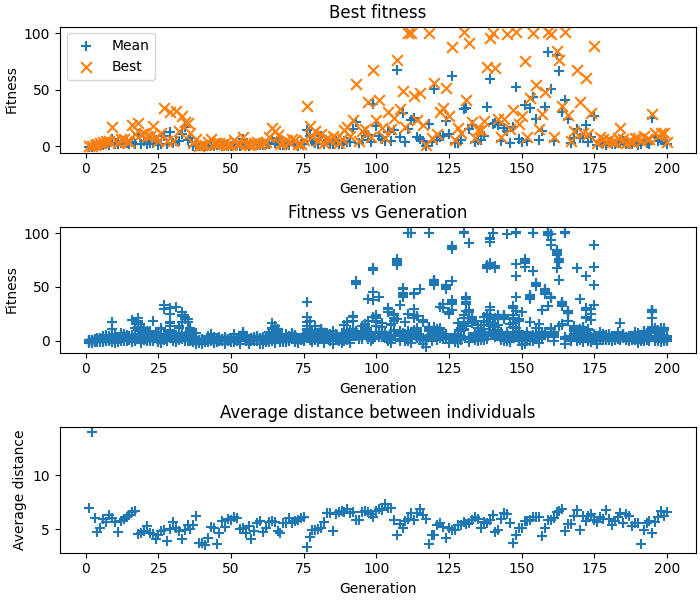 Best fitness
100
50
0
Fitness
Mean
Best
0 25 50 75 100 125 150 175 200
Generation
Fitness vs Generation
100
50
0
Fitness
0 25 50 75 100 125 150 175 200
Generation
Average distance between individuals
10
5
Average distance
0 25 50 75 100 125 150 175 200
Generation